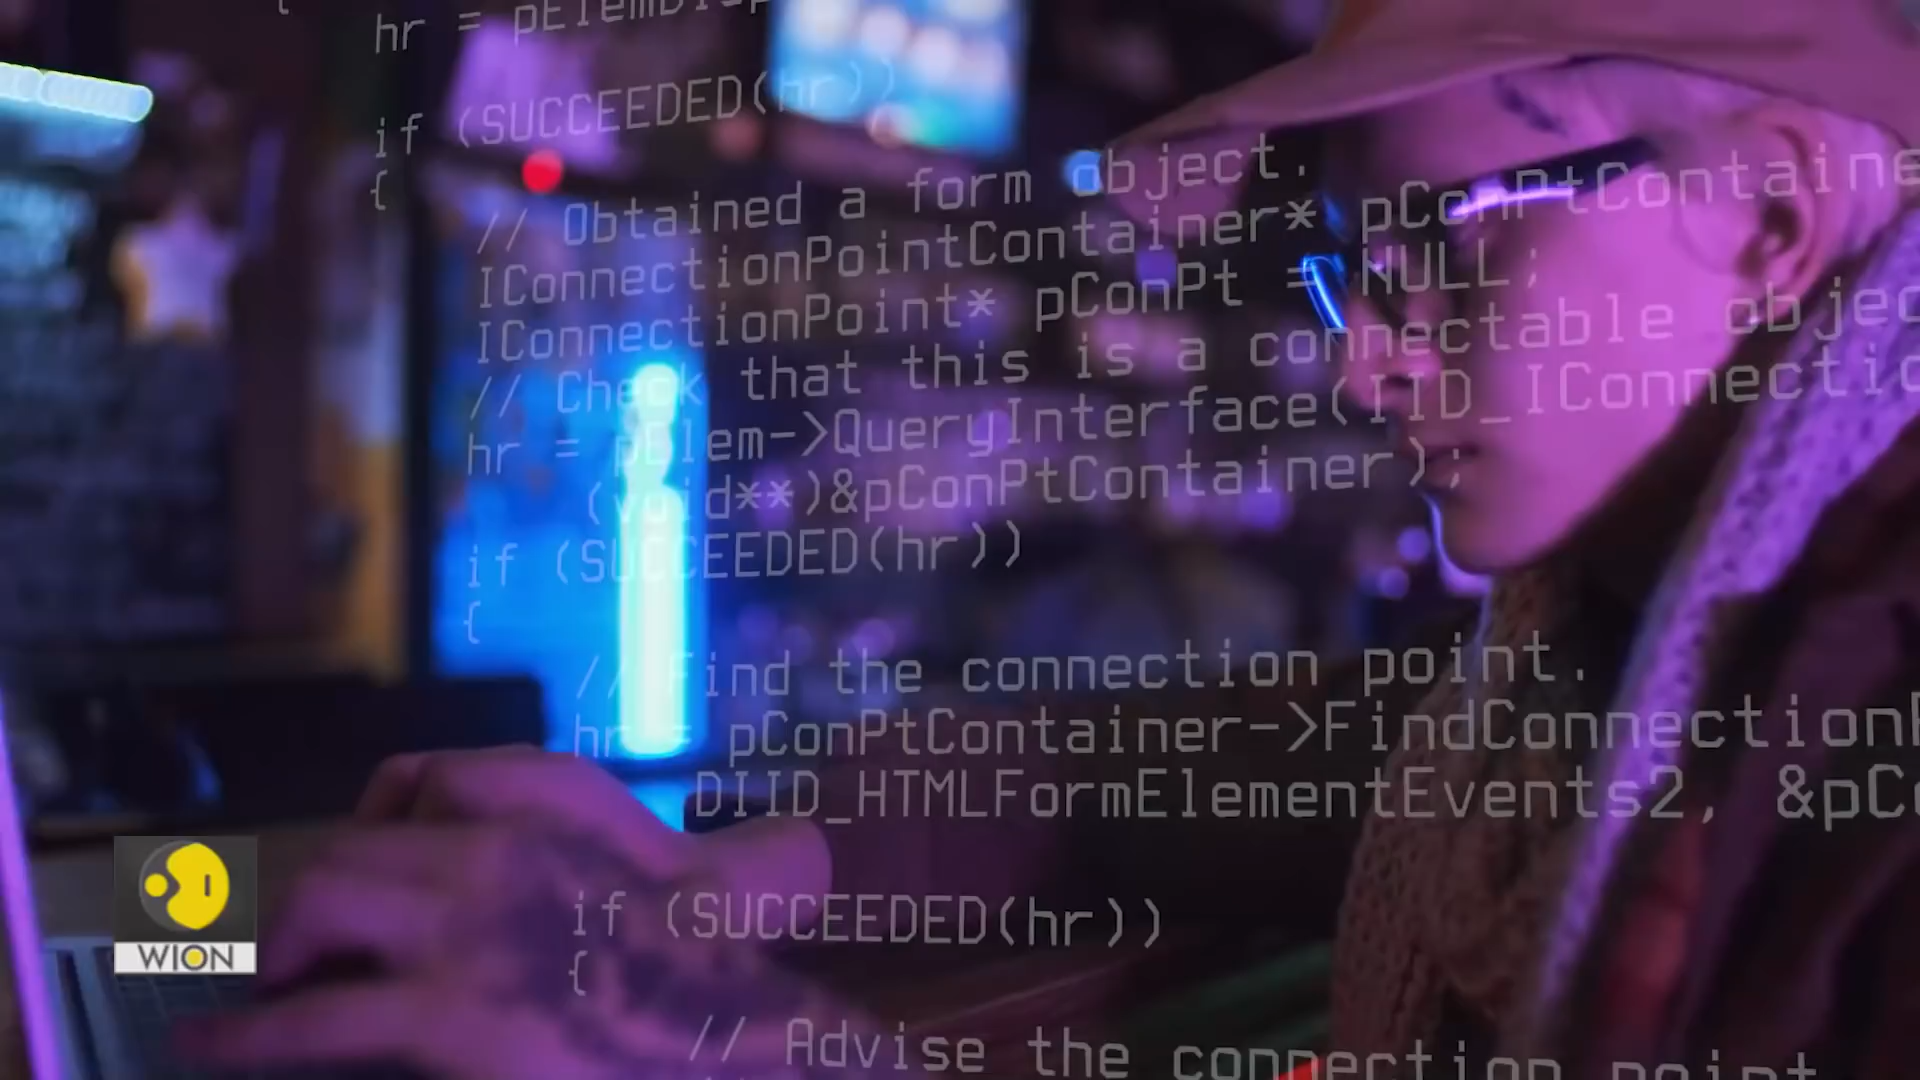 {
hr = pElemDisp
if (SUCCEEDED(hr))
{
// Obtained a form object.
IConnectionPointContainer* pConPtContaine
IConnectionPoint* pConPt = NULL;
// Check that this is a connectable objec
hr = pElem->QueryInterface(IID_IConnectio
(void**)&pConPtContainer);
if (SUCCEEDED(hr))
{
// Find the connection point.
hr = pConPtContainer->FindConnectionP
DIID_HTMLFormElementEvents2, &pCo
if (SUCCEEDED(hr))
{
// Advise the connection point
WION